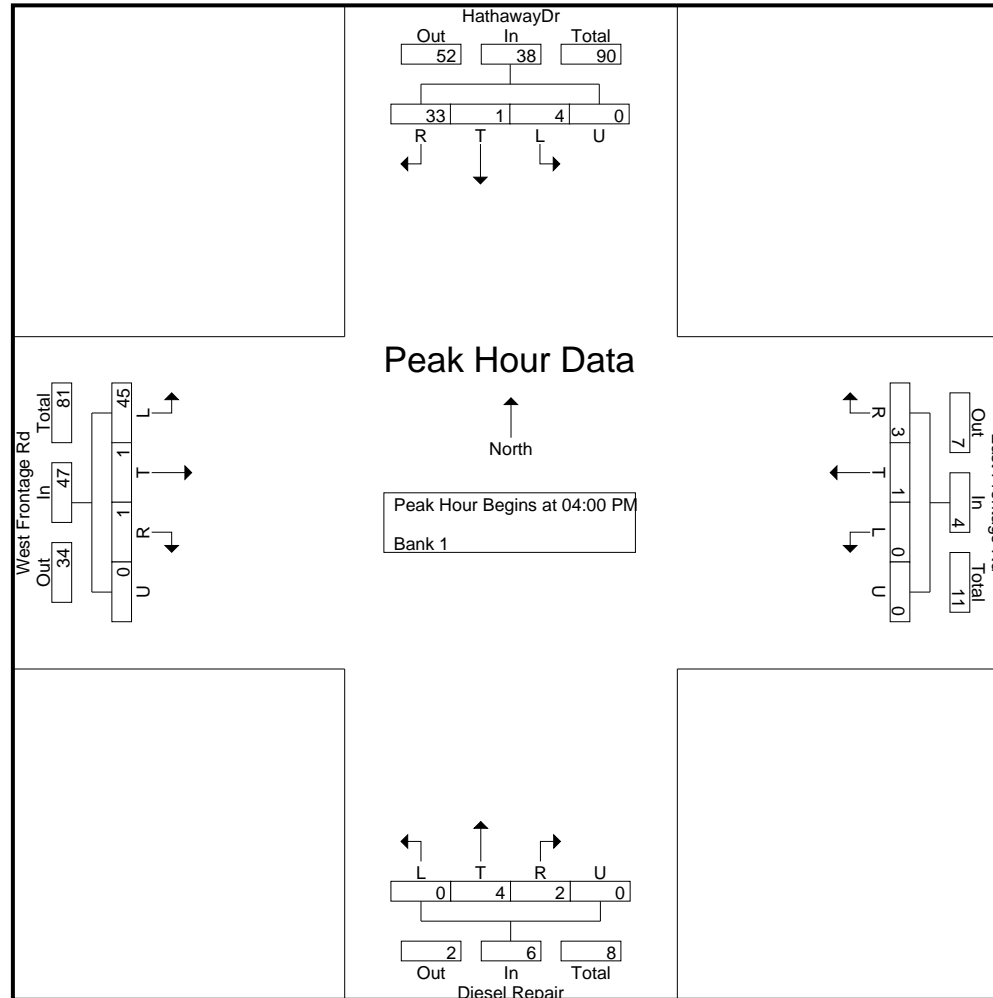 HathawayDr
Out In Total
52 38 90
33 1 4 0
R T L U
Peak Hour Data
North
Peak Hour Begins at 04:00 PM
Bank 1
West Frontage Rd
Out In Total
34 47 81
45 1 1 0
L T R U
R T L U
3 1 0 0
Out In Total
7 4 11
L T R U
0 4 2 0
2 6 8
Out In Total
Diesel Repair